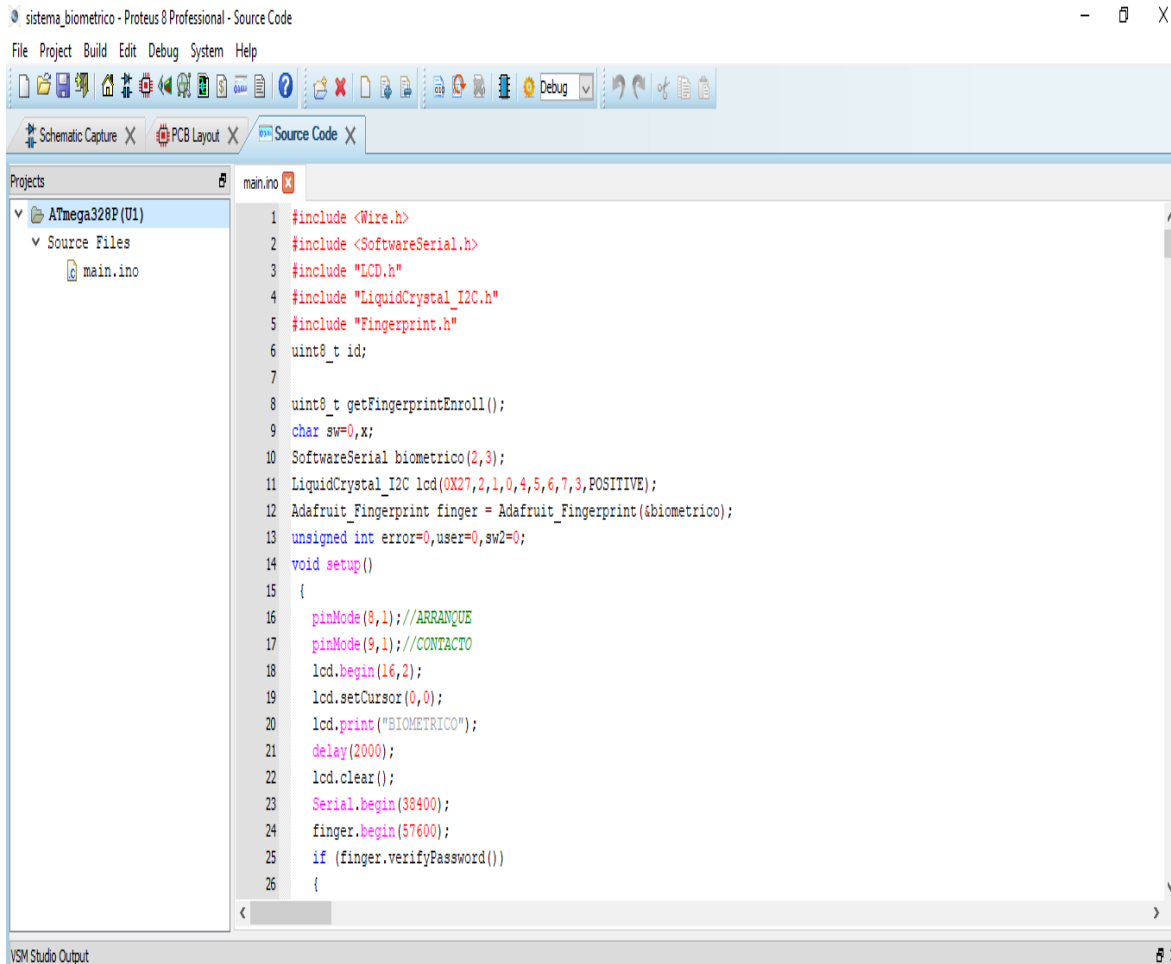 sistema_biometrico - Proteus 8 Professional - Source Code
File Project Build Edit Debug System Help
Debug
Schematic Capture PCB Layout Source Code
Projects
main.ino
ATmega328P(U1)
Source Files
main.ino
1 #include <Wire.h>
2 #include <SoftwareSerial.h>
3 #include "LCD.h"
4 #include "LiquidCrystal_I2C.h"
5 #include "Fingerprint.h"
6 uint8_t id;
7
8 uint8_t getFingerprintEnroll();
9 char sw=0,x;
10 SoftwareSerial biometrico(2,3);
11 LiquidCrystal_I2C lcd(0X27,2,1,0,4,5,6,7,3,POSITIVE);
12 Adafruit_Fingerprint finger = Adafruit_Fingerprint(&biometrico);
13 unsigned int error=0,user=0,sw2=0;
14 void setup()
15 {
16 pinMode(8,1);//ARRANQUE
17 pinMode(9,1);//CONTACTO
18 lcd.begin(16,2);
19 lcd.setCursor(0,0);
20 lcd.print("BIOMETRICO");
21 delay(2000);
22 lcd.clear();
23 Serial.begin(38400);
24 finger.begin(57600);
25 if (finger.verifyPassword())
26 {
VSM Studio Output